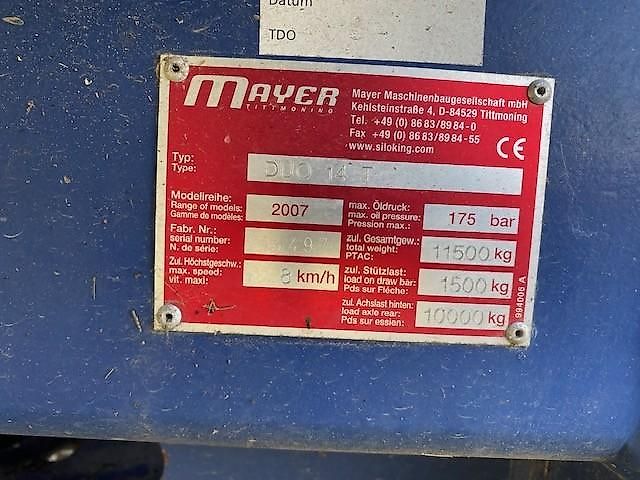 Datum
TDO
MAYER
TITTMONING
Mayer Maschinenbaugesellschaft mbH
Kehlsteinstraße 4, D-84529 Tittmoning
Tel. +49 (0) 86 83/89 84-0
Fax +49 (0) 86 83/89 84-55
www.siloking.com
CE
Typ:
Type:
DUO 14 T
Modellreihe:
Range of models:
Gamme de modèles:
2007
Fabr. Nr.:
serial number:
N. de série:
Zul. Höchstgeschw.:
max. speed:
vit. maxi:
8 km/h
max. Öldruck:
max. oil pressure:
Pression max.:
175 bar
zul. Gesamtgew.:
total weight:
PTAC:
11500 kg
zul. Stützlast:
load on draw bar:
Pds sur Flèche:
1500 kg
zul. Achslast hinten:
load axle rear:
Pds sur essien:
10000 kg
994006 A